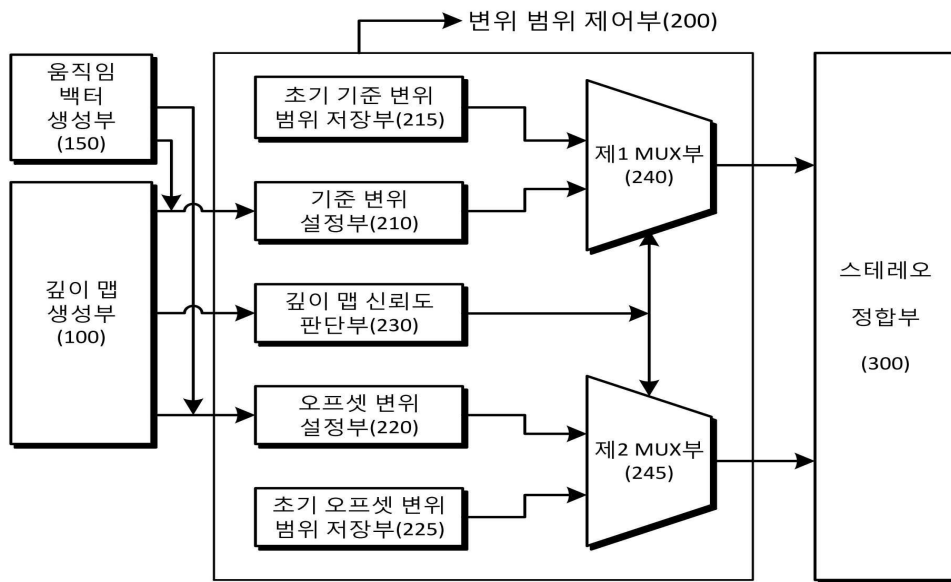 변위 범위 제어부(200)
움직임
백터
생성부
(150)
깊이 맵
생성부
(100)
초기 기준 변위
범위 저장부(215)
기준 변위
설정부(210)
깊이 맵 신뢰도
판단부(230)
오프셋 변위
설정부(220)
초기 오프셋 변위
범위 저장부(225)
제1 MUX부
(240)
제2 MUX부
(245)
스테레오
정합부
(300)